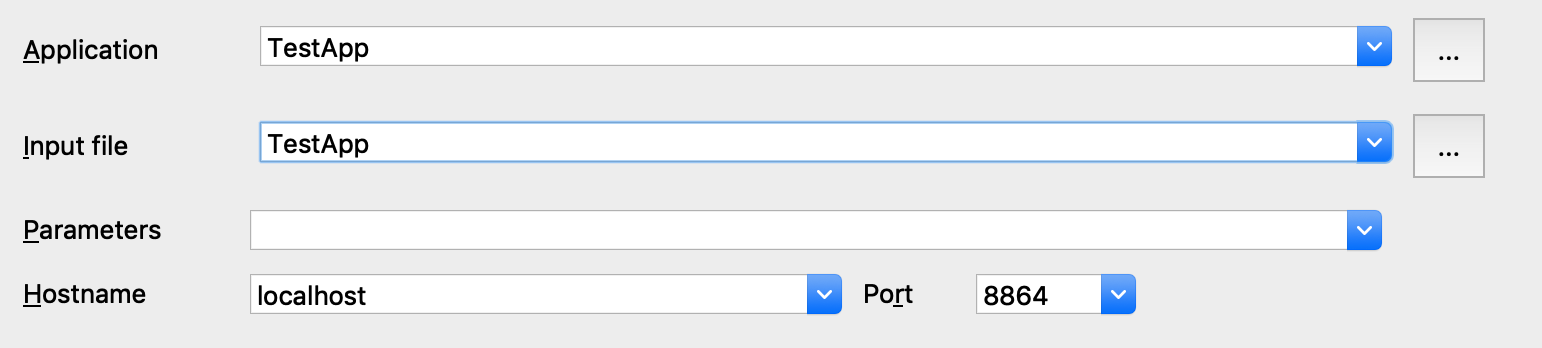 Application TestApp ...
Input file TestApp ...
Parameters
Hostname localhost Port 8864